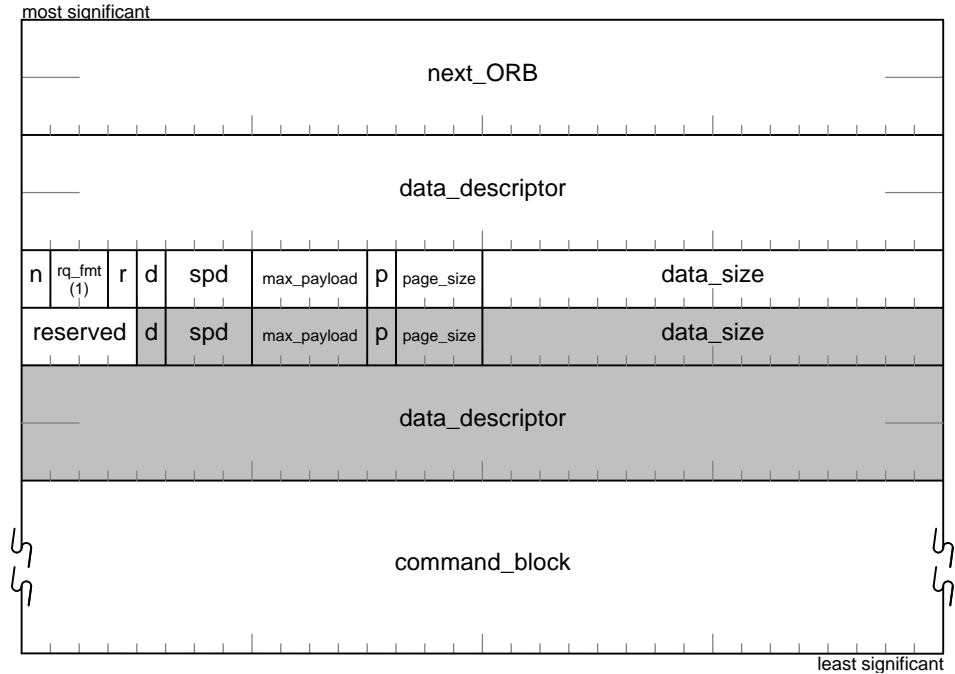 most significant
next_ORB
data_descriptor
n rq_fmt (1) r d spd max_payload p page_size data_size
reserved d spd max_payload p page_size data_size
data_descriptor
command_block
least significant